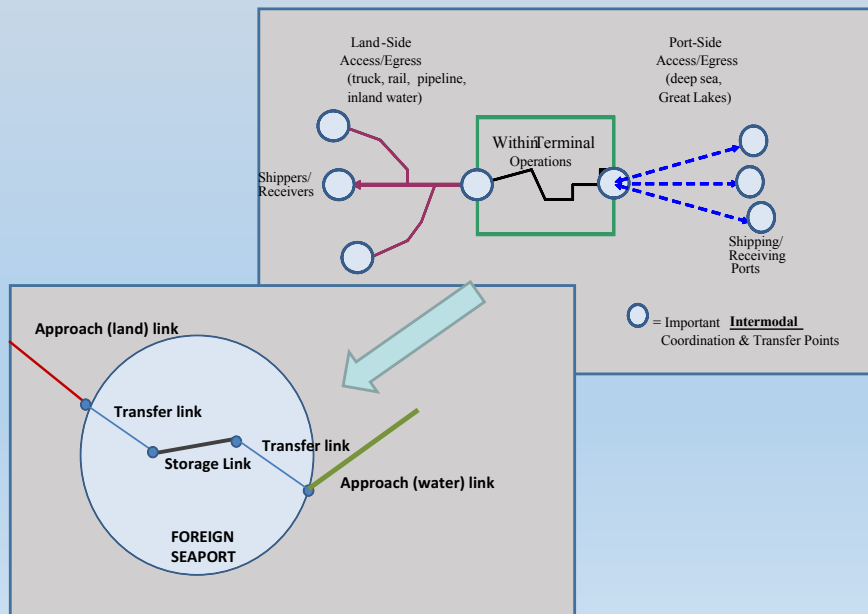 Land-Side
Access/Egress
(truck, rail, pipeline,
inland water)
Port-Side
Access/Egress
(deep sea,
Great Lakes)
WithinTerminal
Operations
Shippers/
Receivers
Shipping/
Receiving
Ports
= Important Intermodal
Coordination & Transfer Points
Approach (land) link
Transfer link
Transfer link
Storage Link
Approach (water) link
FOREIGN
SEAPORT